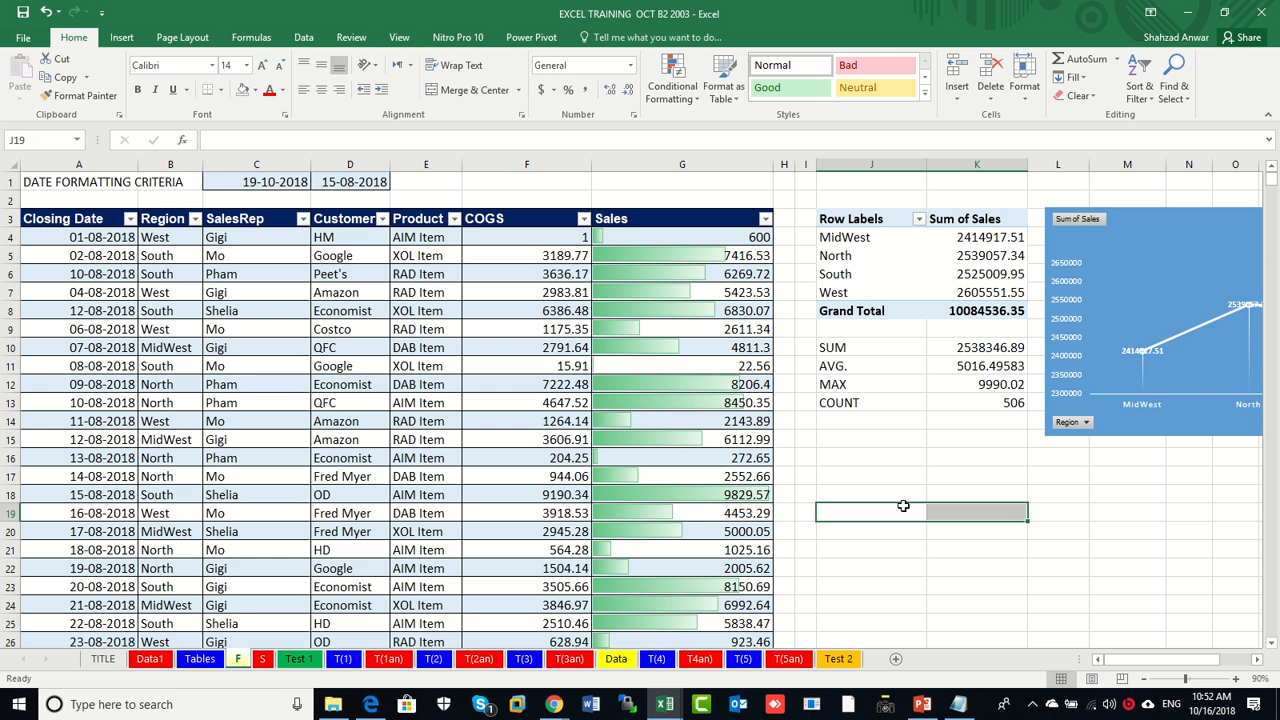 EXCEL TRAINING  OCT B2 2003 - Excel
Shahzad Anwar
Share
File Home Insert Page Layout Formulas Data Review View Nitro Pro 10 Power Pivot Tell me what you want to do...
Paste
Cut
Copy
Format Painter
Clipboard
Calibri 14
B I U
Font
Wrap Text
Merge & Center
Alignment
General
$ % ,
Number
Conditional Formatting
Format as Table
Normal Bad
Good Neutral
Styles
Insert Delete Format
Cells
AutoSum
Fill
Clear
Sort & Filter
Find & Select
Editing
J19
fx
A B C D E F G H I J K L M N O
1 DATE FORMATTING CRITERIA 19-10-2018 15-08-2018
2
3 Closing Date Region SalesRep Customer Product COGS Sales
4 01-08-2018 West Gigi HM AIM Item 1 600
5 02-08-2018 South Mo Google XOL Item 3189.77 7416.53
6 10-08-2018 South Pham Peet's RAD Item 3636.17 6269.72
7 04-08-2018 West Gigi Amazon RAD Item 2983.81 5423.53
8 12-08-2018 South Shelia Economist XOL Item 6386.48 6830.07
9 06-08-2018 West Mo Costco RAD Item 1175.35 2611.34
10 07-08-2018 MidWest Gigi QFC DAB Item 2791.64 4811.3
11 08-08-2018 South Mo Google XOL Item 15.91 22.56
12 09-08-2018 North Pham Economist DAB Item 7222.48 8206.4
13 10-08-2018 North Pham QFC DAB Item 4647.52 8450.35
14 11-08-2018 West Mo Amazon DAB Item 1264.14 2143.89
15 12-08-2018 MidWest Gigi Amazon RAD Item 3606.91 6112.99
16 13-08-2018 North Pham Economist DAB Item 204.25 272.65
17 14-08-2018 North Mo Fred Myer DAB Item 944.06 2552.66
18 15-08-2018 South Shelia OD AIM Item 9190.34 9829.57
19 16-08-2018 West Mo Fred Myer DAB Item 3918.53 4453.29
20 17-08-2018 MidWest Shelia Fred Myer XOL Item 2945.28 5000.05
21 18-08-2018 North Mo HD AIM Item 564.28 1025.16
22 19-08-2018 North Gigi Google AIM Item 1504.14 2005.62
23 20-08-2018 South Gigi Economist AIM Item 3505.66 8150.69
24 21-08-2018 MidWest Gigi Economist XOL Item 3846.97 6992.64
25 22-08-2018 South Shelia HD AIM Item 2510.46 5838.47
26 23-08-2018 West Gigi OD RAD Item 628.94 923.46
Row Labels Sum of Sales
MidWest 2414917.51
North 2539057.34
South 2525009.95
West 2605551.55
Grand Total 10084536.35
SUM 2538346.89
AVG. 5016.49583
MAX 9990.02
COUNT 506
Sum of Sales
2650000
2600000
2550000
2500000
2450000
2400000
2350000
2300000
2414917.51
MidWest North
Region
TITLE Data1 Tables F S Test 1 T(1) T(1an) T(2) T(2an) T(3) T(3an) Data T(4) T4an) T(5) T(5an) Test 2
Ready
90%
Type here to search
ENG
10:52 AM
10/16/2018